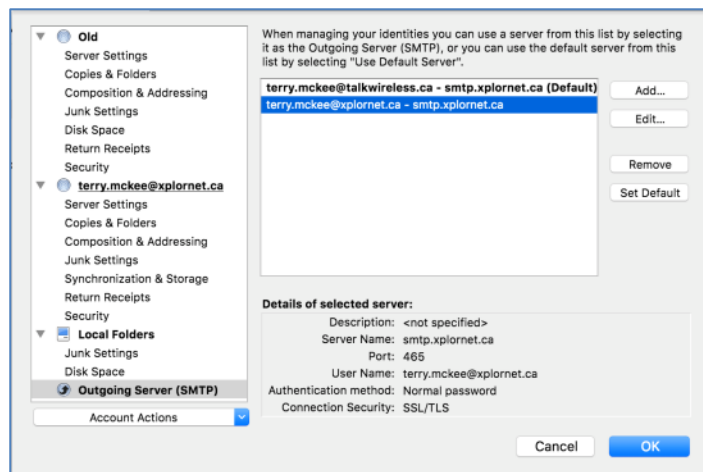 Old
Server Settings
Copies & Folders
Composition & Addressing
Junk Settings
Disk Space
Return Receipts
Security
terry.mckee@xplornet.ca
Server Settings
Copies & Folders
Composition & Addressing
Junk Settings
Synchronization & Storage
Return Receipts
Security
Local Folders
Junk Settings
Disk Space
Outgoing Server (SMTP)
Account Actions
When managing your identities you can use a server from this list by selecting
it as the Outgoing Server (SMTP), or you can use the default server from this
list by selecting "Use Default Server".
terry.mckee@talkwireless.ca - smtp.xplornet.ca (Default)
terry.mckee@xplornet.ca - smtp.xplornet.ca
Add...
Edit...
Remove
Set Default
Details of selected server:
Description: <not specified>
Server Name: smtp.xplornet.ca
Port: 465
User Name: terry.mckee@xplornet.ca
Authentication method: Normal password
Connection Security: SSL/TLS
Cancel
OK